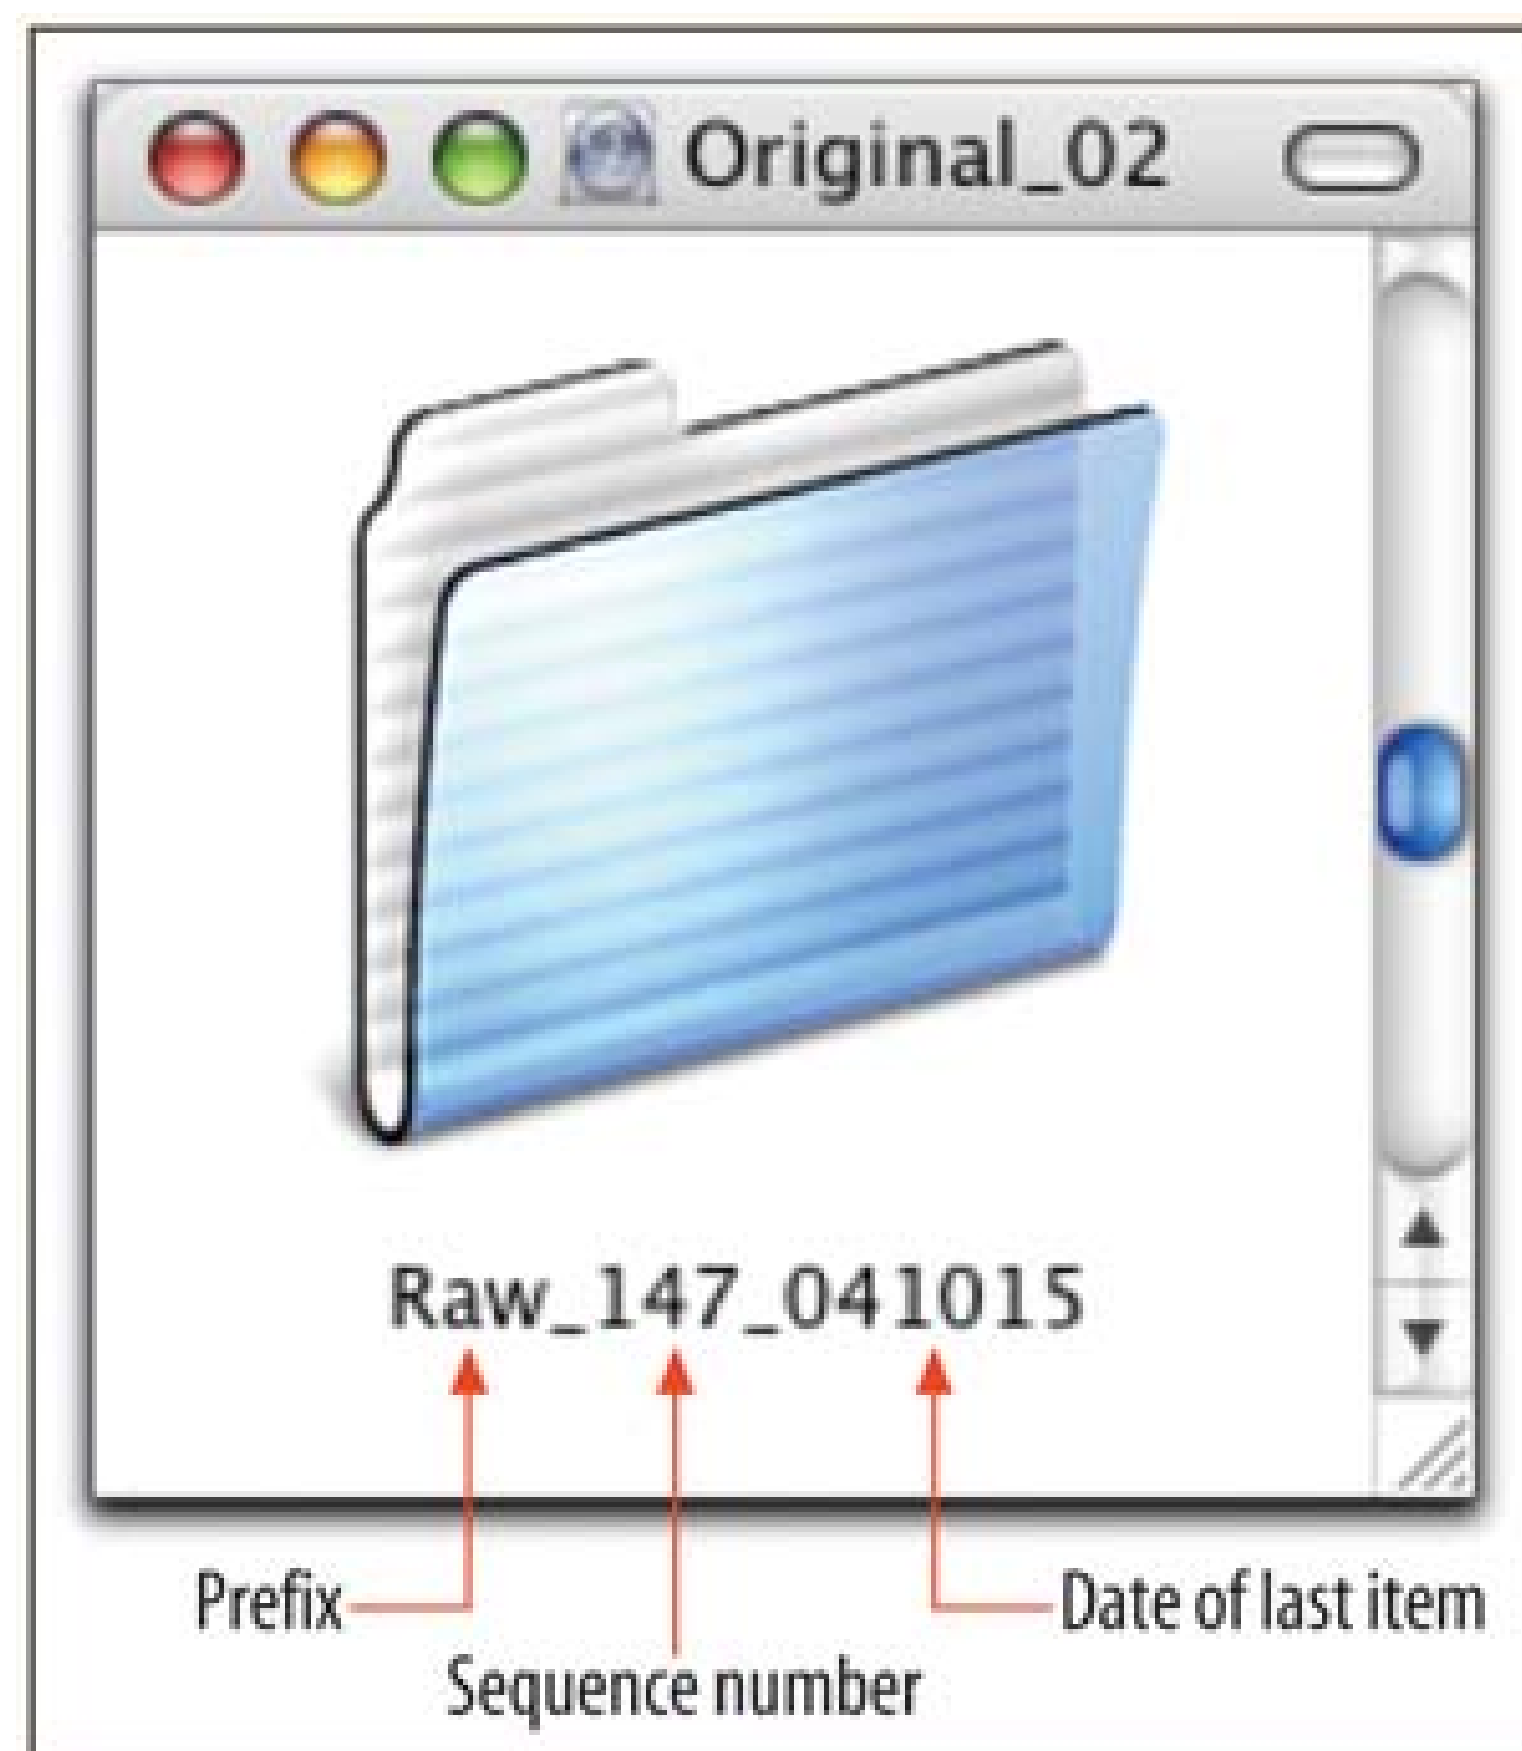 Original_02
Raw_147_041015
Prefix
Date of last item
Sequence number